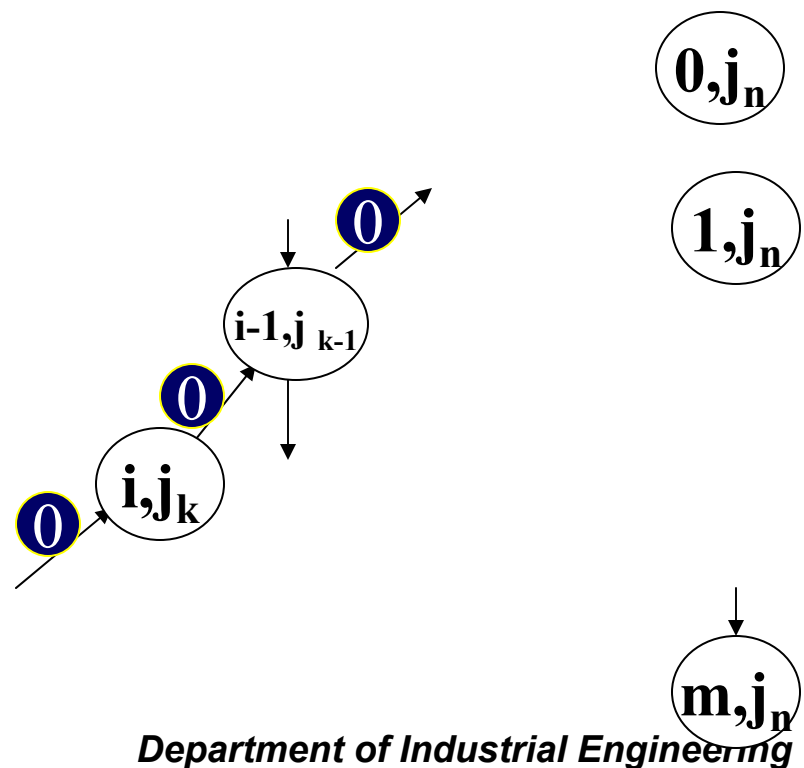 0,jn
0
1,jn
i-1,j k-1
0
i,jk
0
m,jn
Department of Industrial Engineering